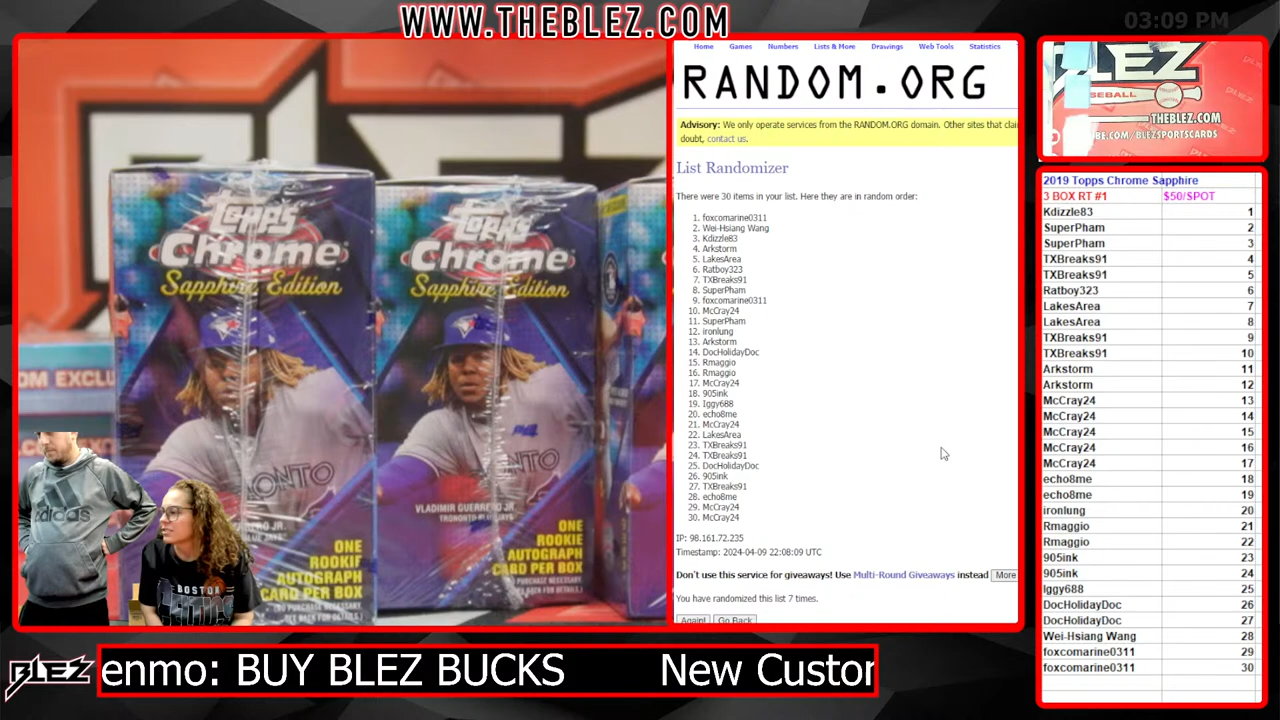 WWW.THEBLEZ.COM
03:09 PM
Topps
Chrome
Sapphire Edition
ONE
ROOKIE
AUTOGRAPH
CARD PER BOX
Topps
Chrome
Sapphire Edition
TORONTO
VLADIMIR GUERRERO JR.
TORONTO BLUE JAYS
ONE
ROOKIE
AUTOGRAPH
CARD PER BOX
adidas
BOSTON
Home Games Numbers Lists & More Drawings Web Tools Statistics
RANDOM.ORG
Advisory: We only operate services from the RANDOM.ORG domain. Other sites that clai
doubt, contact us.
List Randomizer
There were 30 items in your list. Here they are in random order:
1. foxcomarine0311
2. Wei-Hsiang Wang
3. Kdizzle83
4. Arkstorm
5. LakesArea
6. Ratboy323
7. TXBreaks91
8. SuperPham
9. foxcomarine0311
10. McCray24
11. SuperPham
12. ironlung
13. Arkstorm
14. DocHolidayDoc
15. Rmaggio
16. Rmaggio
17. McCray24
18. 905ink
19. Iggy688
20. echo8me
21. McCray24
22. LakesArea
23. TXBreaks91
24. TXBreaks91
25. DocHolidayDoc
26. 905ink
27. TXBreaks91
28. echo8me
29. McCray24
30. McCray24
IP: 98.161.72.235
Timestamp: 2024-04-09 22:08:09 UTC
Don't use this service for giveaways! Use Multi-Round Giveaways instead More
You have randomized this list 7 times.
Again! Go Back
BLEZ
BASEBALL
THEBLEZ.COM
BE.COM/BLEZSPORTSCARDS
2019 Topps Chrome Sapphire
3 BOX RT #1 $50/SPOT
Kdizzle83 1
SuperPham 2
SuperPham 3
TXBreaks91 4
TXBreaks91 5
Ratboy323 6
LakesArea 7
LakesArea 8
TXBreaks91 9
TXBreaks91 10
Arkstorm 11
Arkstorm 12
McCray24 13
McCray24 14
McCray24 15
McCray24 16
McCray24 17
echo8me 18
echo8me 19
ironlung 20
Rmaggio 21
Rmaggio 22
905ink 23
905ink 24
Iggy688 25
DocHolidayDoc 26
DocHolidayDoc 27
Wei-Hsiang Wang 28
foxcomarine0311 29
foxcomarine0311 30
BLEZ
enmo: BUY BLEZ BUCKS New Custor